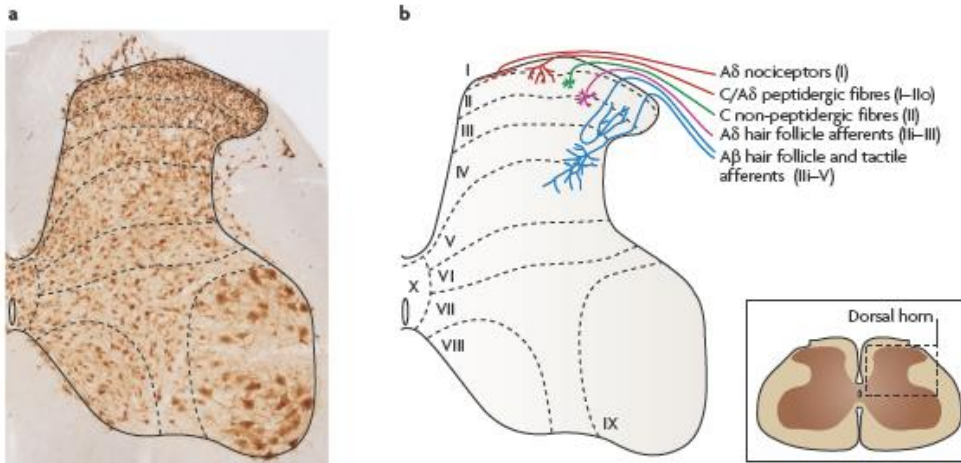 a
b
I
II
III
IV
V
VI
X
VII
VIII
IX
Aδ nociceptors (I)
C/Aδ peptidergic fibres (I–IIo)
C non-peptidergic fibres (II)
Aδ hair follicle afferents (IIi–III)
Aβ hair follicle and tactile
afferents (IIi–V)
Dorsal horn